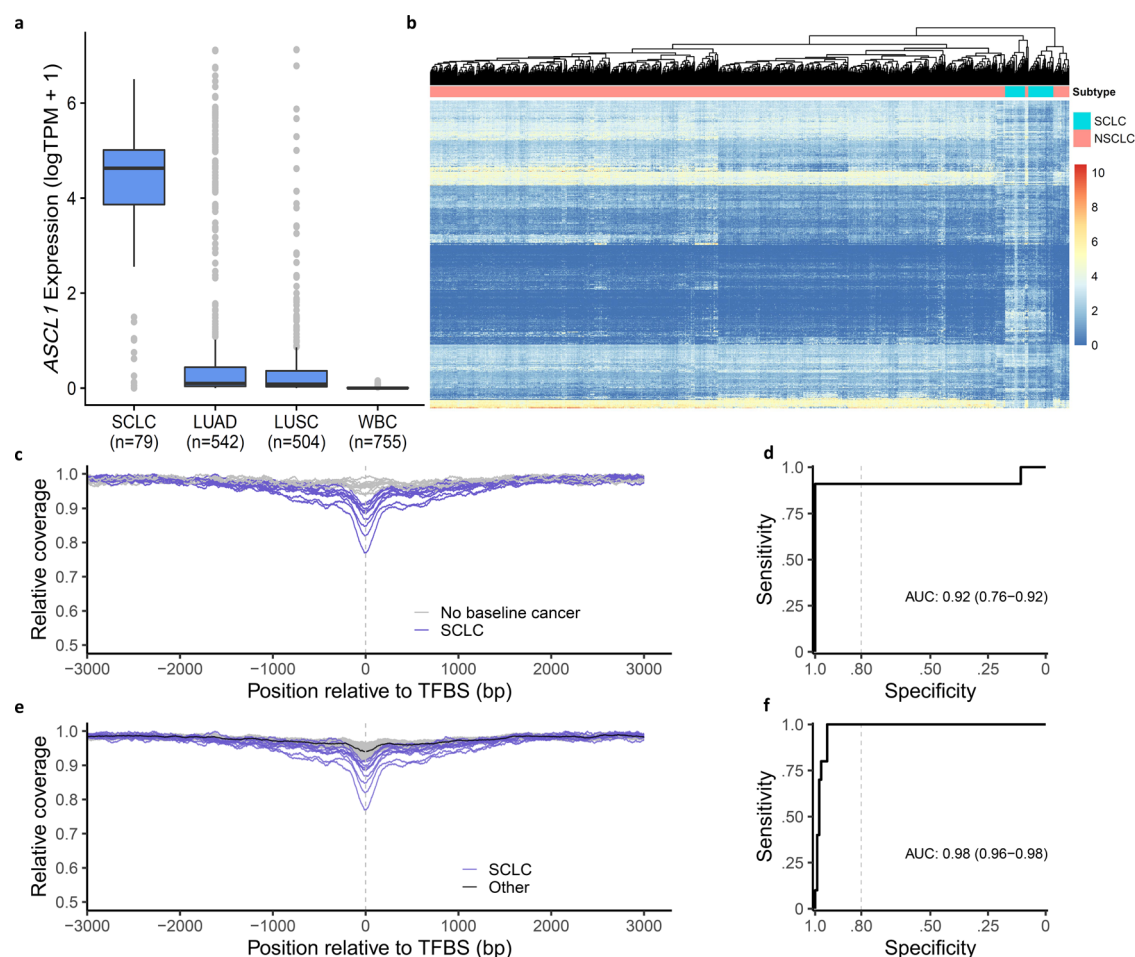 a
ASCL1 Expression (logTPM + 1)
6
4
2
0
SCLC
(n=79)
LUAD
(n=542)
LUSC
(n=504)
WBC
(n=755)
b
Subtype
SCLC
NSCLC
10
8
6
4
2
0
c
Relative coverage
1.0
0.9
0.8
0.7
0.6
0.5
No baseline cancer
SCLC
−3000 −2000 −1000 0 1000 2000 3000
Position relative to TFBS (bp)
d
Sensitivity
1.0
.75
.50
.25
0
AUC: 0.92 (0.76−0.92)
1.0 .80 .50 .25 0
Specificity
e
Relative coverage
1.0
0.9
0.8
0.7
0.6
0.5
SCLC
Other
−3000 −2000 −1000 0 1000 2000 3000
Position relative to TFBS (bp)
f
Sensitivity
1.0
.75
.50
.25
0
AUC: 0.98 (0.96−0.98)
1.0 .80 .50 .25 0
Specificity